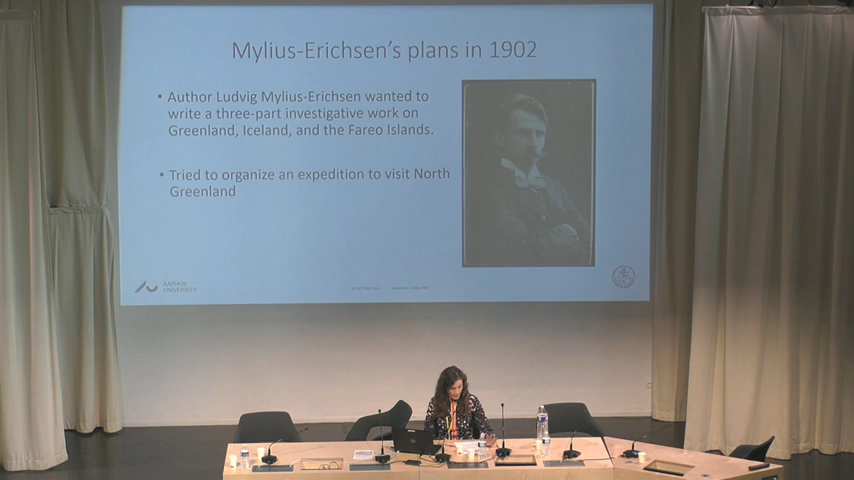 Mylius-Erichsen's plans in 1902
• Author Ludvig Mylius-Erichsen wanted to
write a three-part investigative work on
Greenland, Iceland, and the Fareo Islands.
• Tried to organize an expedition to visit North
Greenland
AARHUS
UNIVERSITY